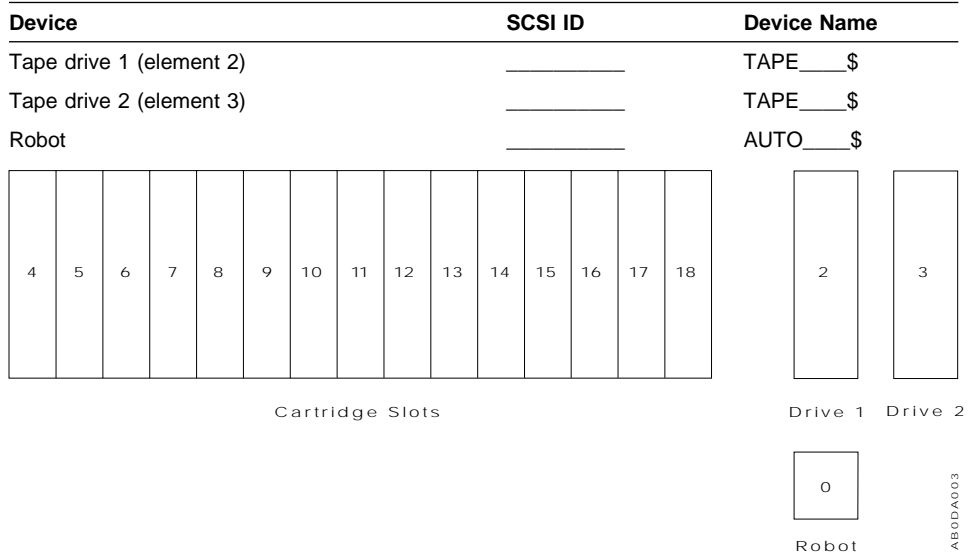 Device SCSI ID Device Name
Tape drive 1 (element 2) __________ TAPE____$
Tape drive 2 (element 3) __________ TAPE____$
Robot __________ AUTO____$
4 5 6 7 8 9 10 11 12 13 14 15 16 17 18 2 3
Cartridge Slots Drive 1 Drive 2
0
Robot
AB0DA003